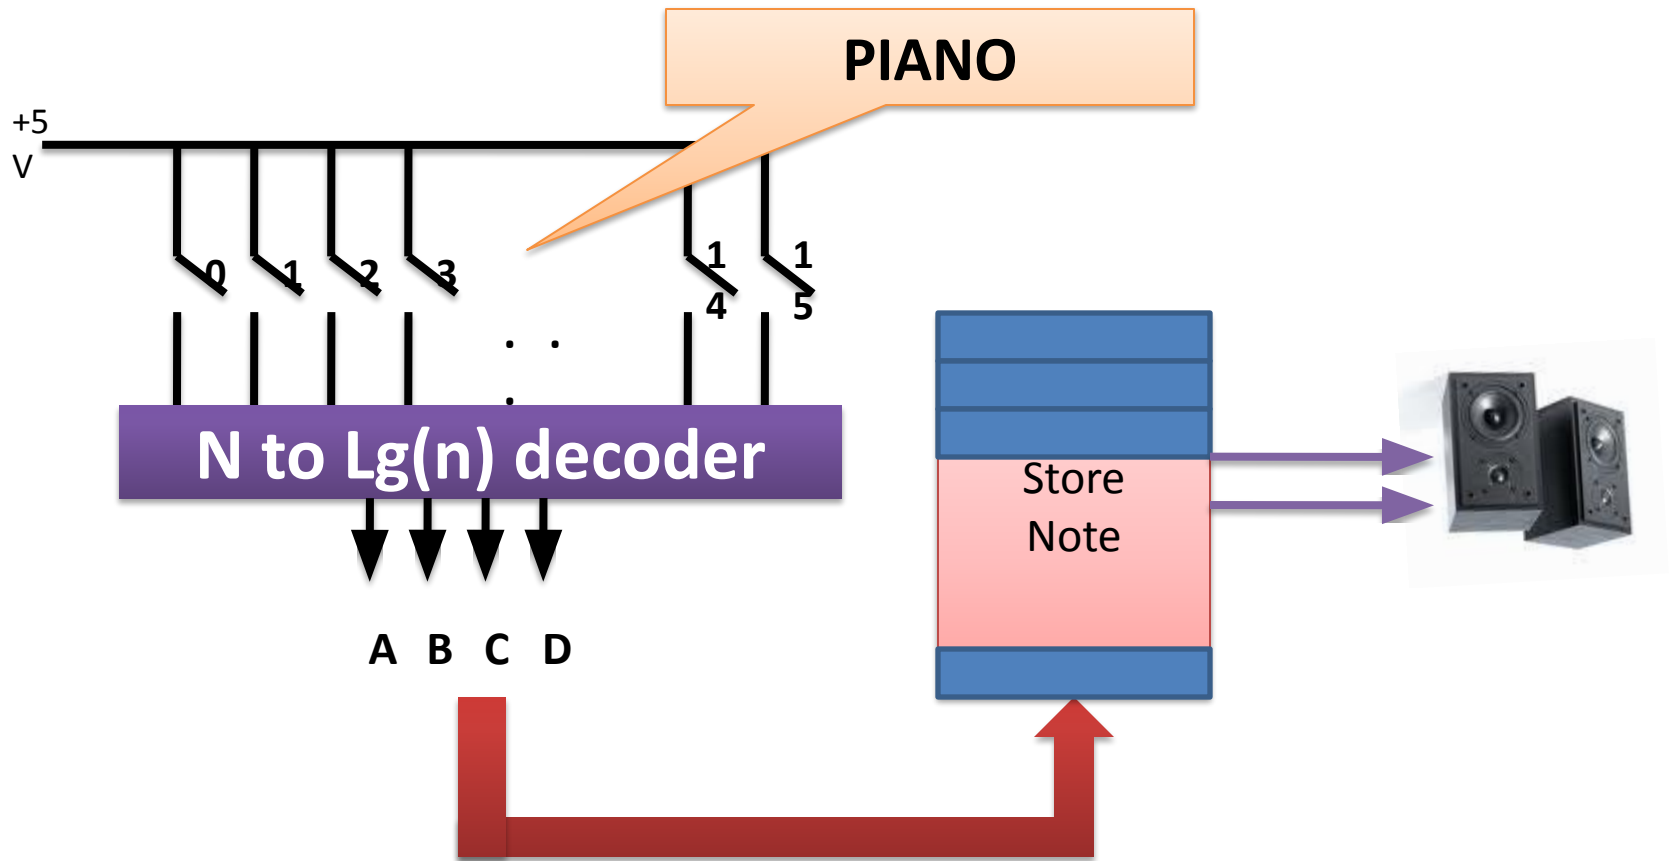 PIANO
+5
V
0 1 2 3 1 1
4 5
. .
.
N to Lg(n) decoder
Store
Note
A B C D